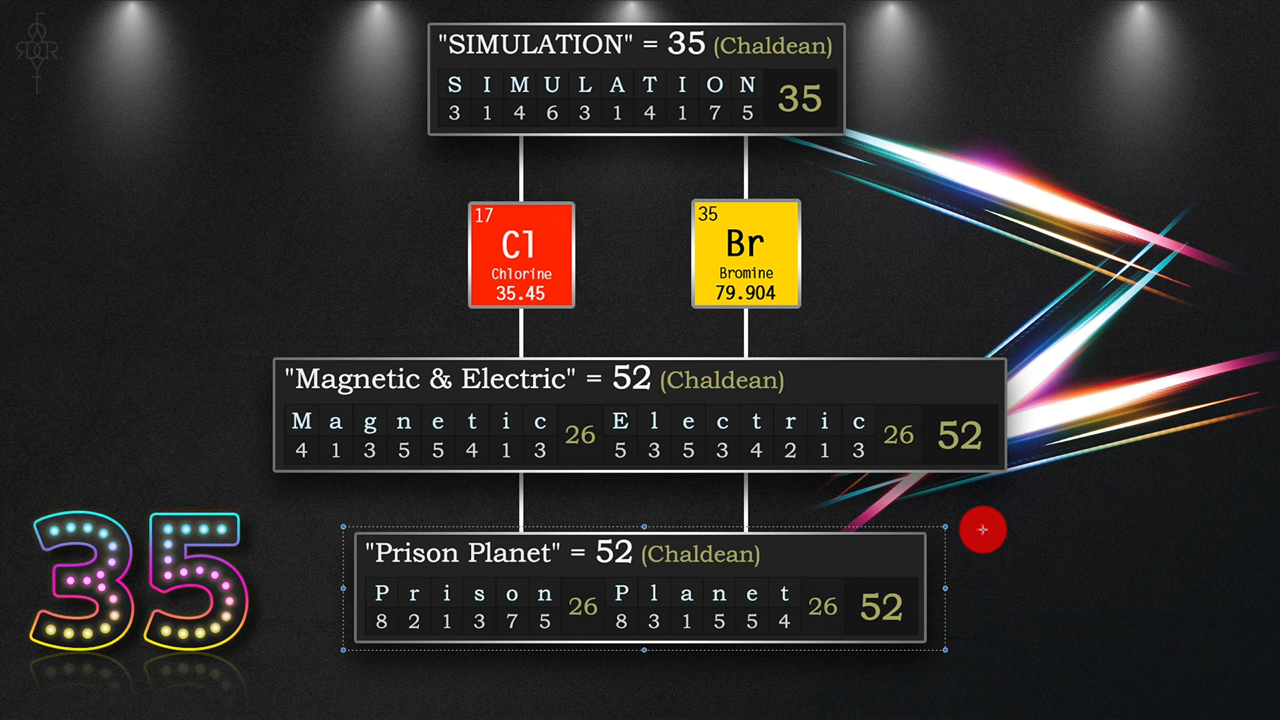 "SIMULATION" = 35 (Chaldean)
S I M U L A T I O N 35
3 1 4 6 3 1 4 1 7 5
17
Cl
Chlorine
35.45
35
Br
Bromine
79.904
"Magnetic & Electric" = 52 (Chaldean)
M a g n e t i c 26 E l e c t r i c 26 52
4 1 3 5 5 4 1 3 5 3 5 3 4 2 1 3
"Prison Planet" = 52 (Chaldean)
P r i s o n 26 P l a n e t 26 52
8 2 1 3 7 5 8 3 1 5 5 4
35